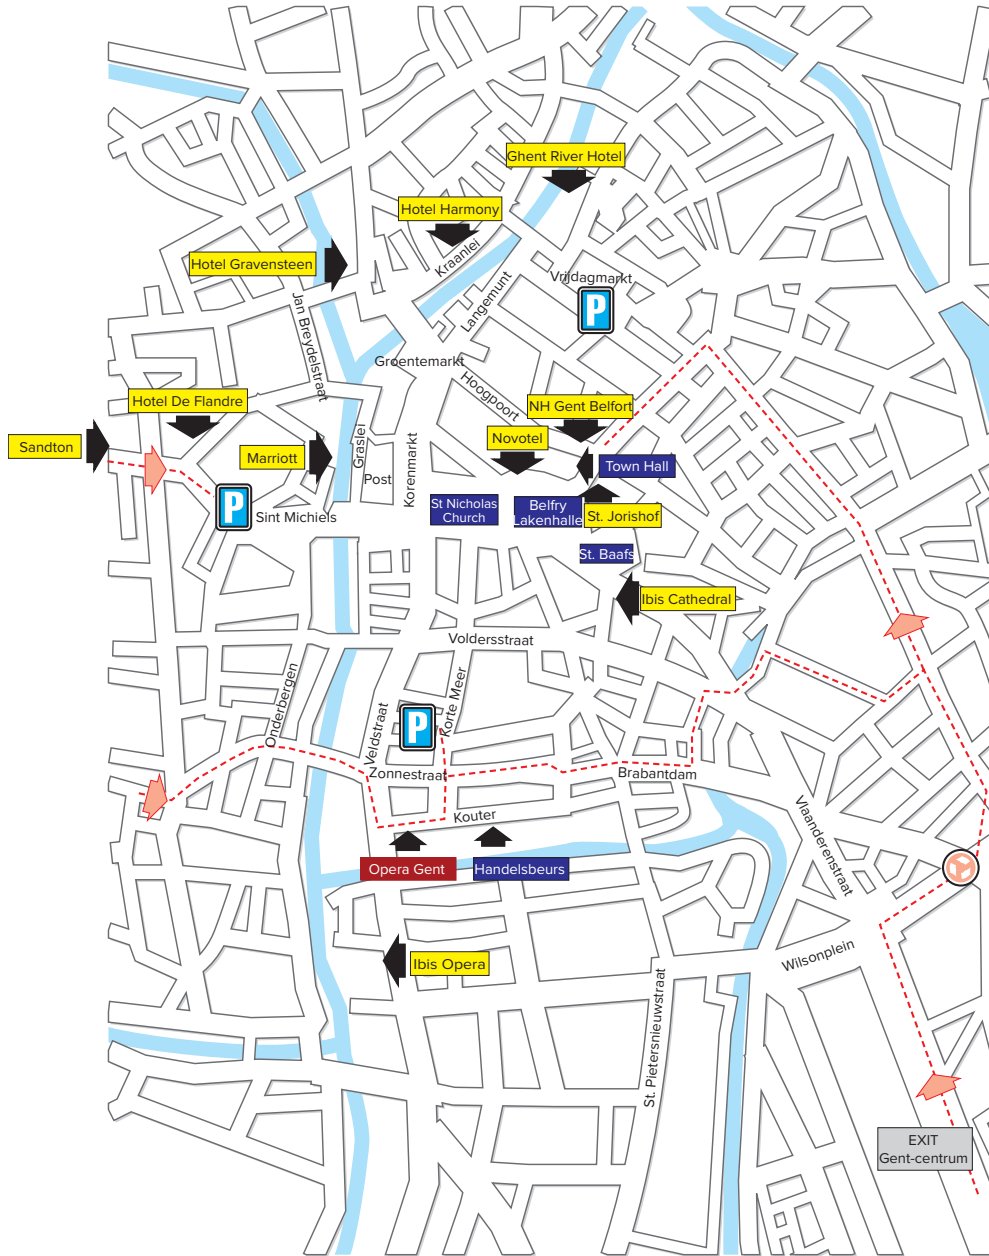 Ghent River Hotel
Hotel Harmony
Kraanlei
Hotel Gravensteen
Vrijdagmarkt
P
Langemunt
Jan Breydelstraat
Groentemarkt
Hoogpoort
Hotel De Flandre
NH Gent Belfort
Sandton
Novotel
Marriott
Graslei
Town Hall
Post
Korenmarkt
P
Sint Michiels
St Nicholas
Church
Belfry
Lakenhalle
St. Jorishof
St. Baafs
Ibis Cathedral
Voldersstraat
Onderbergen
Veldstraat
P
Korte Meer
Zonnestraat
Brabantdam
Kouter
Vlaanderenstraat
Opera Gent
Handelsbeurs
Wilsonplein
Ibis Opera
St. Pietersnieuwstraat
EXIT
Gent-centrum